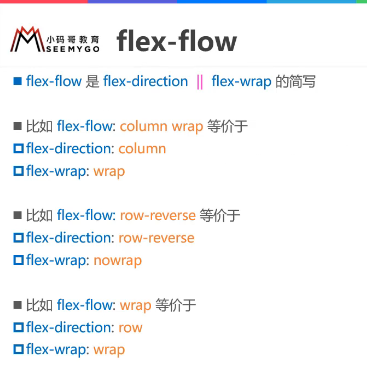 小码哥教育
SEEMYGO
flex-flow
flex-flow 是 flex-direction || flex-wrap 的简写
比如 flex-flow: column wrap 等价于
flex-direction: column
flex-wrap: wrap
比如 flex-flow: row-reverse 等价于
flex-direction: row-reverse
flex-wrap: nowrap
比如 flex-flow: wrap 等价于
flex-direction: row
flex-wrap: wrap